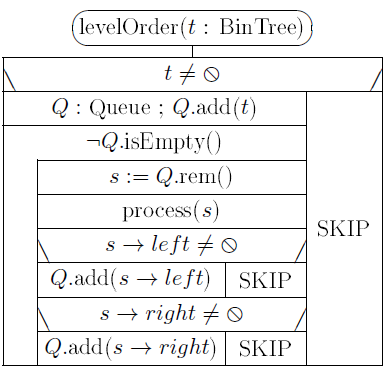 levelOrder(t : BinTree)
t ≠ ⦸
Q : Queue ; Q.add(t)
¬Q.isEmpty()
SKIP
s := Q.rem()
process(s)
s → left ≠ ⦸
Q.add(s → left) SKIP
s → right ≠ ⦸
Q.add(s → right) SKIP